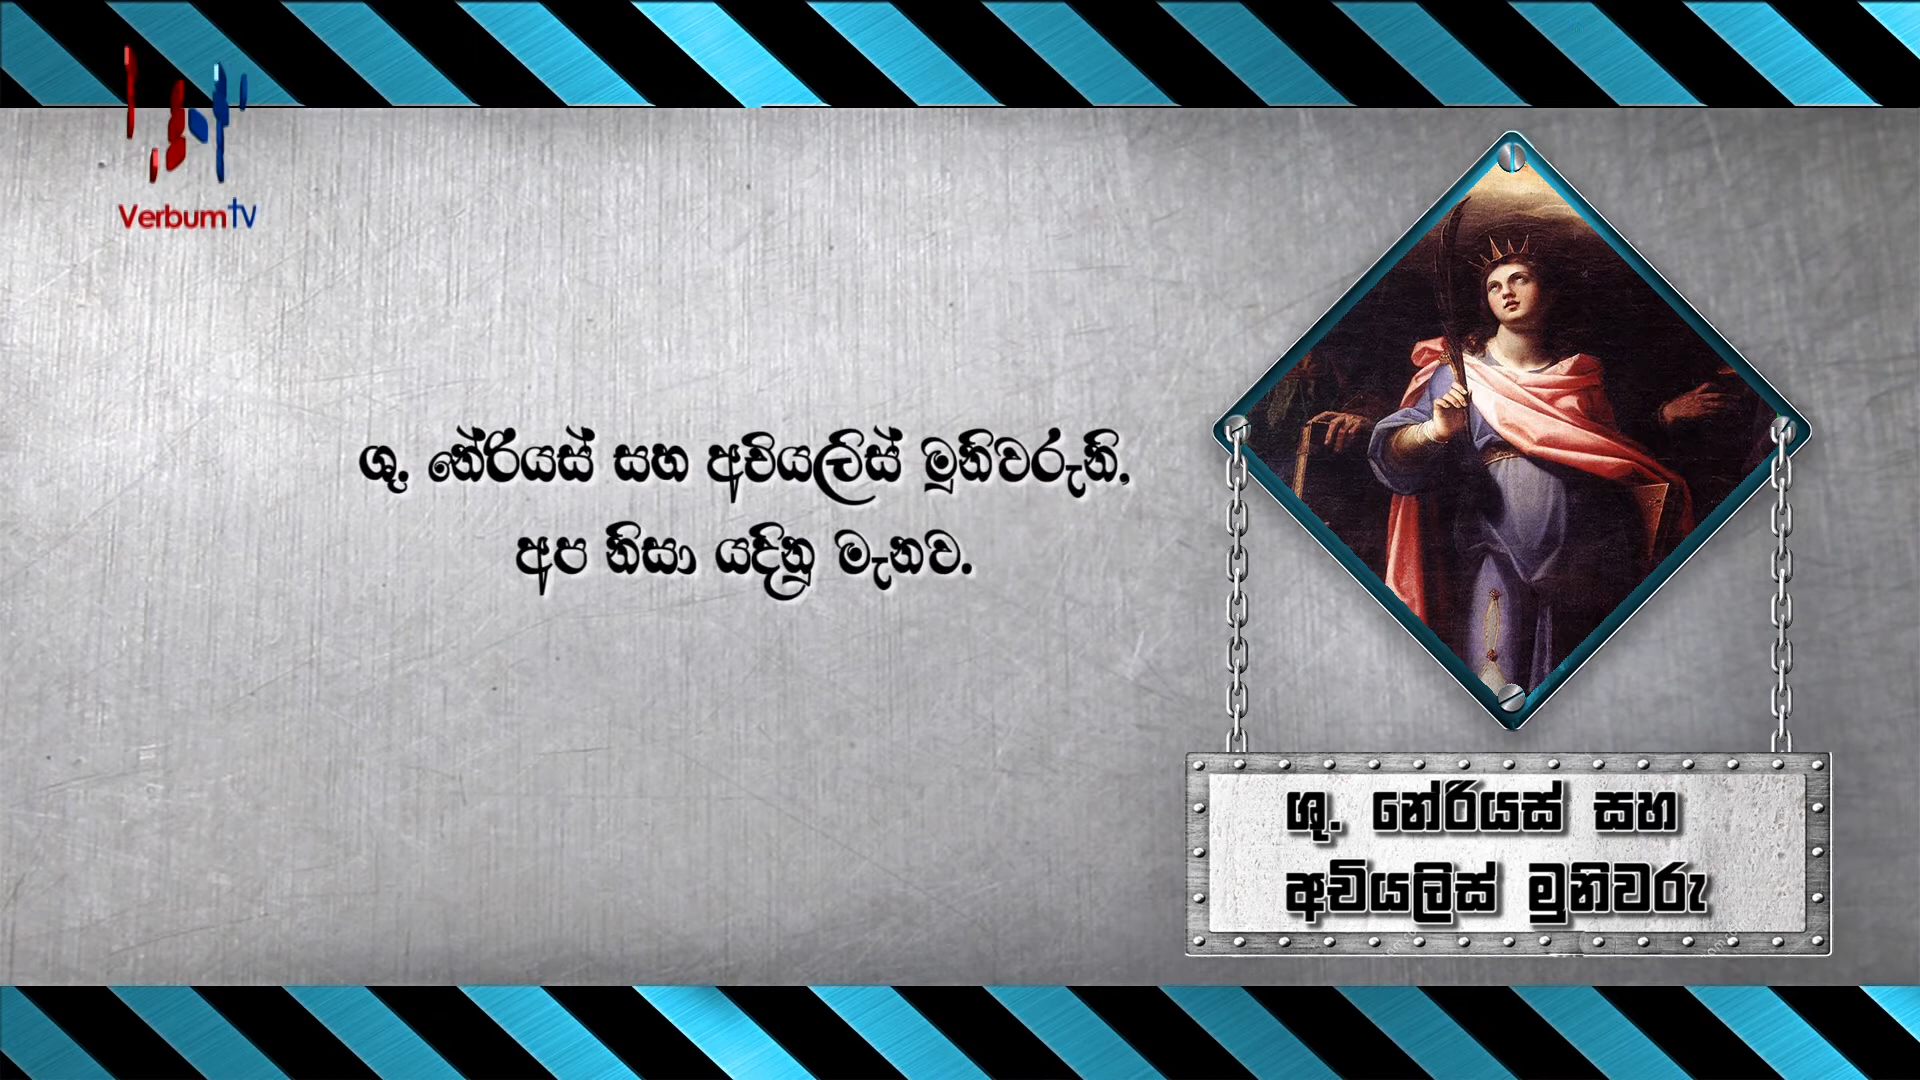 VerbumTV
ශු. නේරියස් සහ අචියලිස් මුනිවරුනි,
අප නිසා යදිනු මැනව.
ශු. නේරියස් සහ
අචියලිස් මුනිවරු